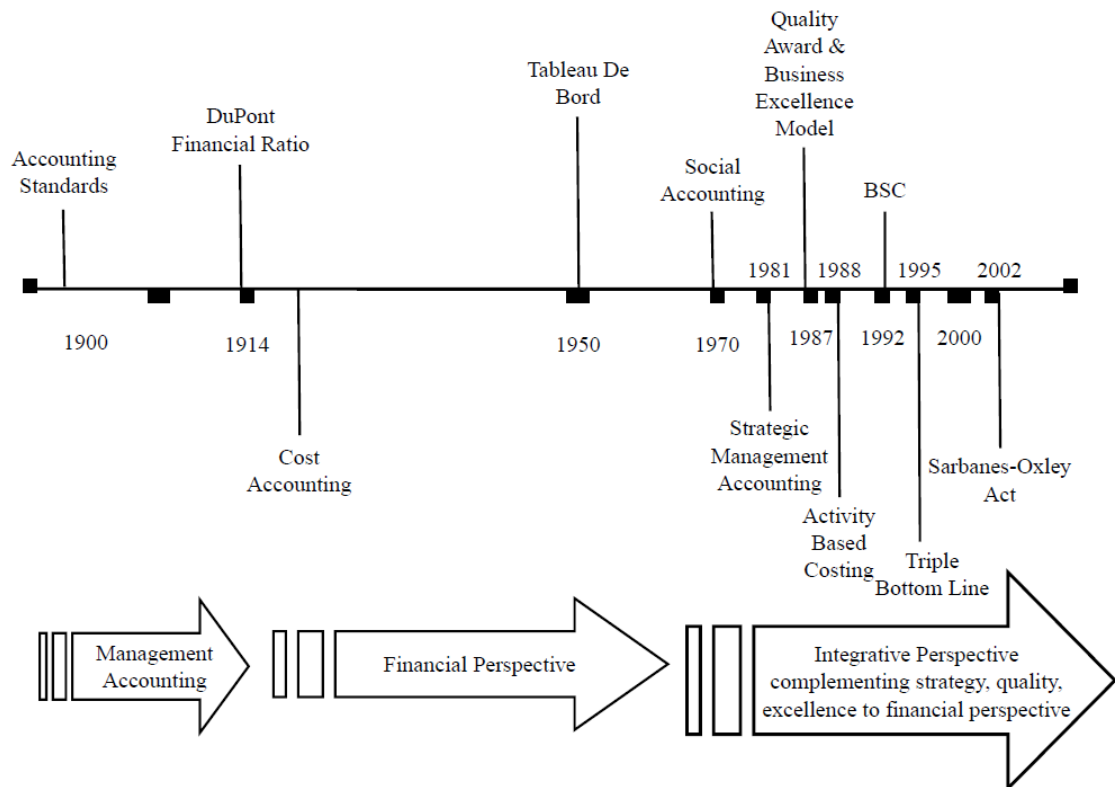 Accounting
Standards
DuPont
Financial Ratio
Tableau De
Bord
Social
Accounting
Quality
Award &
Business
Excellence
Model
BSC
1981
1988
1995
2002
1900
1914
1950
1970
1987
1992
2000
Cost
Accounting
Strategic
Management
Accounting
Activity
Based
Costing
Triple
Bottom Line
Sarbanes-Oxley
Act
Management
Accounting
Financial Perspective
Integrative Perspective
complementing strategy, quality,
excellence to financial perspective